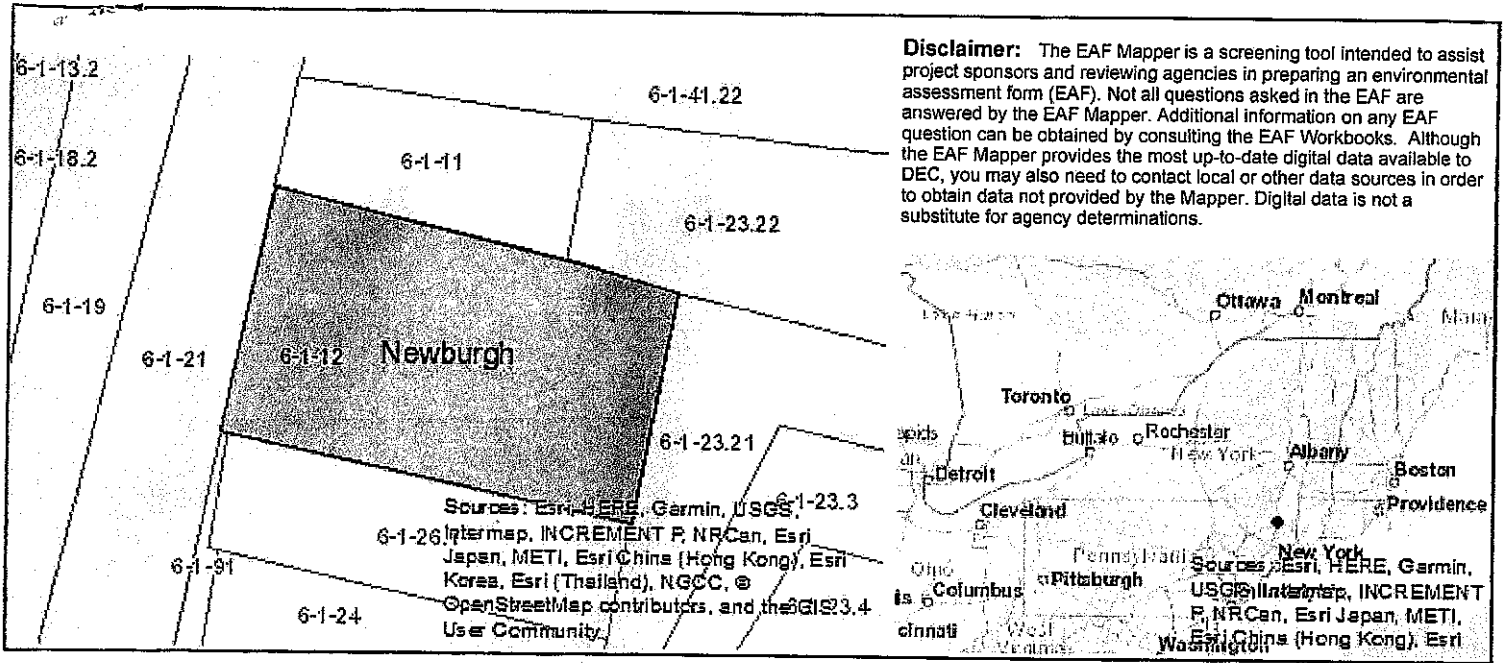 6-1-13.2
6-1-18.2
6-1-41.22
6-1-11
6-1-23.22
6-1-19
6-1-21
6-1-12
Newburgh
6-1-23.21
6-1-23.3
6-1-26.
6-1-91
6-1-24
Sources: Esri, HERE, Garmin, USGS,
Intermap, INCREMENT P, NRCan, Esri
Japan, METI, Esri China (Hong Kong), Esri
Korea, Esri (Thailand), NGCC, ©
OpenStreetMap contributors, and the GIS
User Community
Disclaimer: The EAF Mapper is a screening tool intended to assist
project sponsors and reviewing agencies in preparing an environmental
assessment form (EAF). Not all questions asked in the EAF are
answered by the EAF Mapper. Additional information on any EAF
question can be obtained by consulting the EAF Workbooks. Although
the EAF Mapper provides the most up-to-date digital data available to
DEC, you may also need to contact local or other data sources in order
to obtain data not provided by the Mapper. Digital data is not a
substitute for agency determinations.
Ottawa
Montreal
Toronto
Buffalo
Rochester
New York
Albany
Boston
Providence
apids
Detroit
Cleveland
New York
Ohio
Columbus
Pittsburgh
cinnati
West
Washington
Sources: Esri, HERE, Garmin,
USGS, Intermap, INCREMENT
P, NRCan, Esri Japan, METI,
Esri China (Hong Kong), Esri